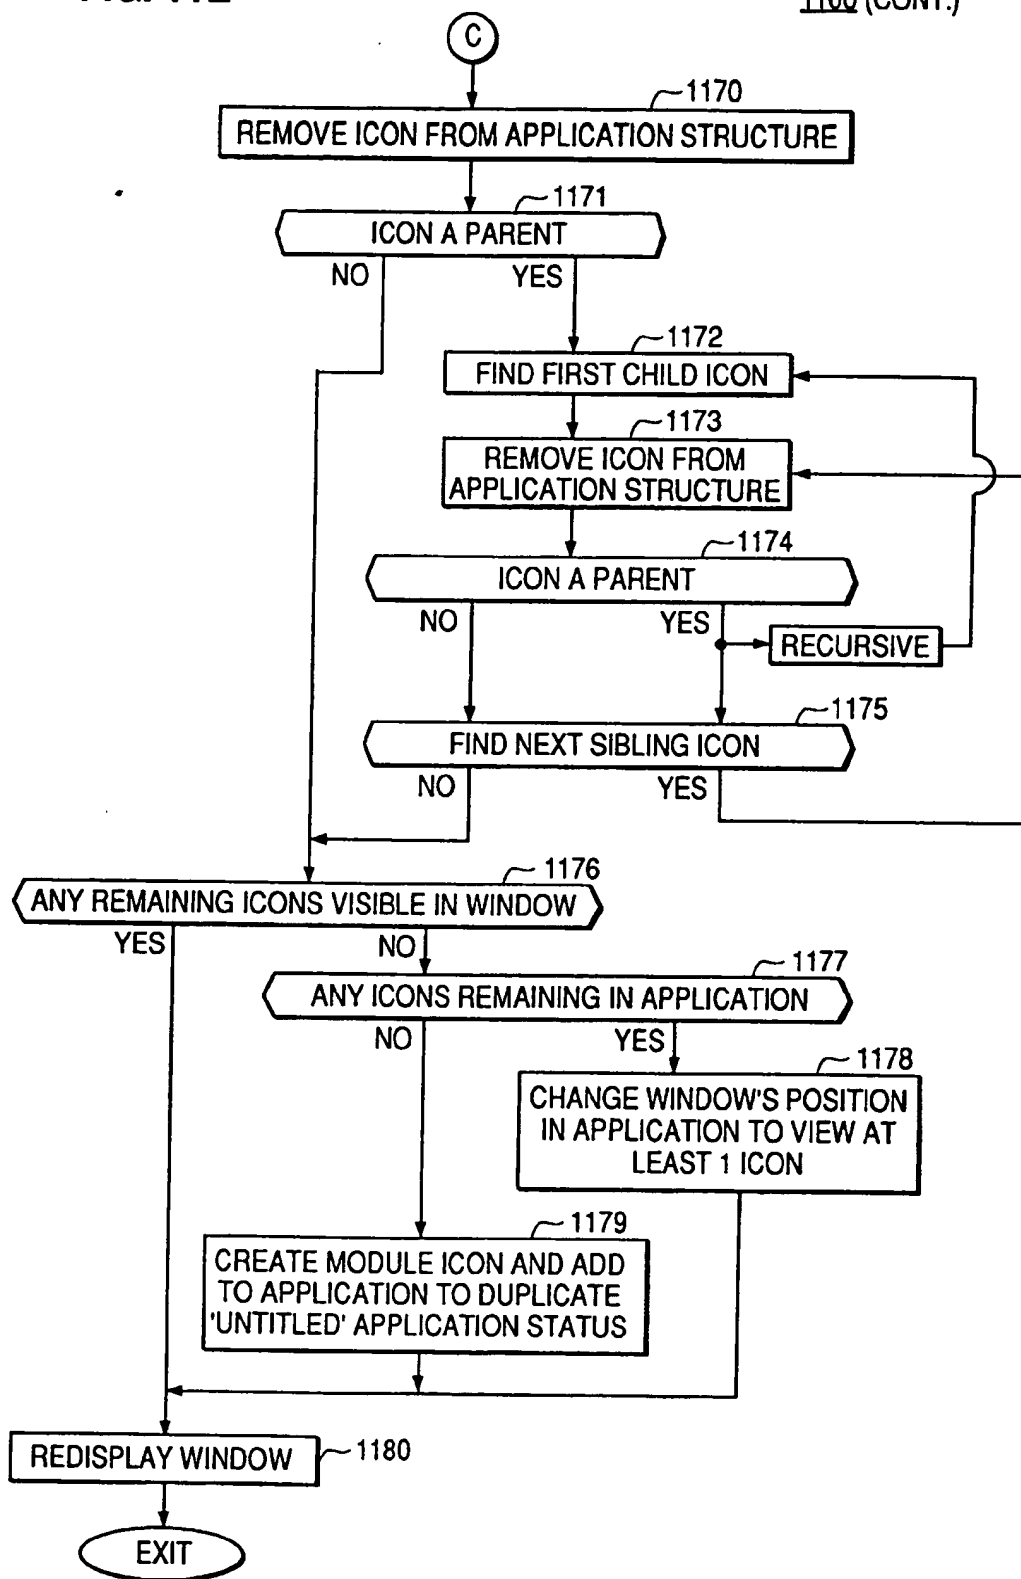 1100 (CONT.)
C
1170
REMOVE ICON FROM APPLICATION STRUCTURE
1171
ICON A PARENT
NO
YES
1172
FIND FIRST CHILD ICON
1173
REMOVE ICON FROM
APPLICATION STRUCTURE
1174
ICON A PARENT
NO
YES
RECURSIVE
1175
FIND NEXT SIBLING ICON
NO
YES
1176
ANY REMAINING ICONS VISIBLE IN WINDOW
YES
NO
1177
ANY ICONS REMAINING IN APPLICATION
NO
YES
1178
CHANGE WINDOW'S POSITION
IN APPLICATION TO VIEW AT
LEAST 1 ICON
1179
CREATE MODULE ICON AND ADD
TO APPLICATION TO DUPLICATE
'UNTITLED' APPLICATION STATUS
REDISPLAY WINDOW
1180
EXIT